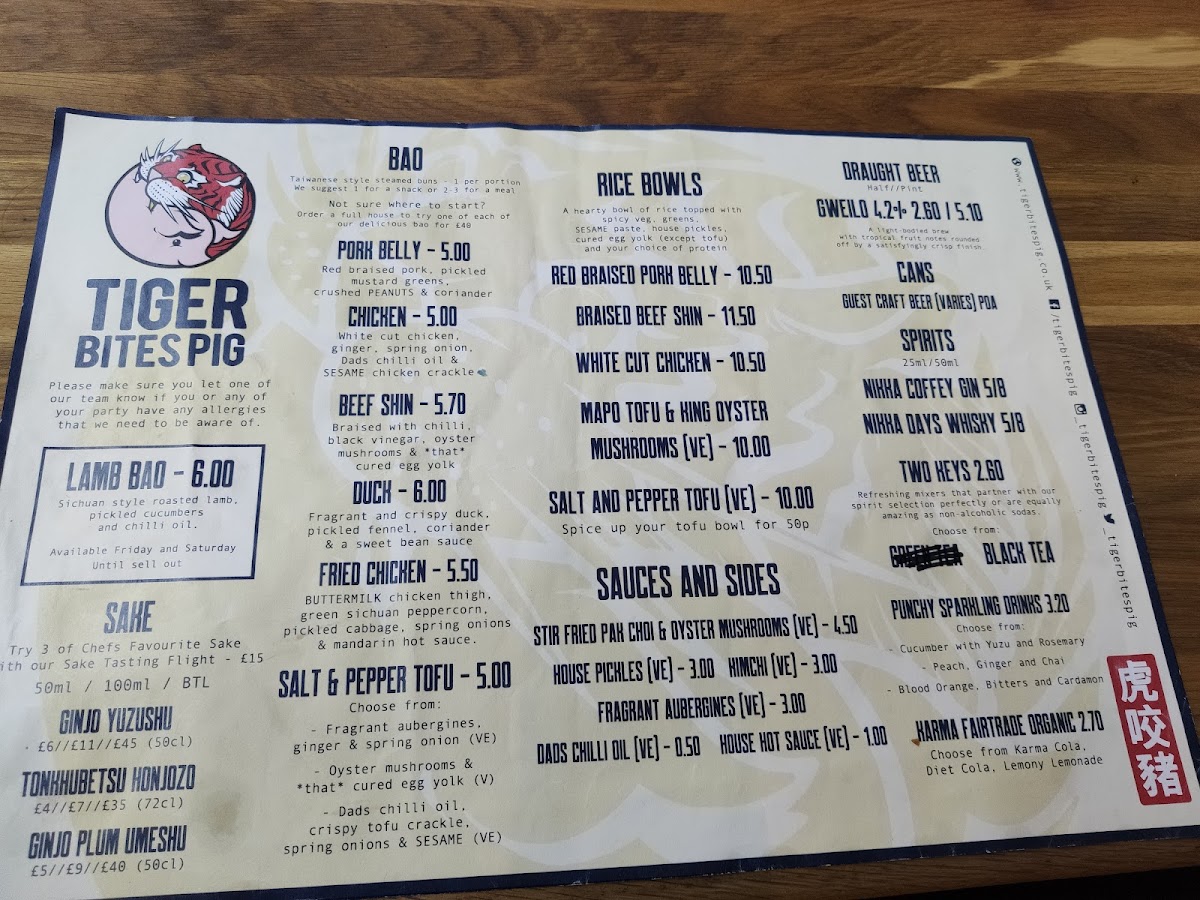 TIGER
BITES PIG
Please make sure you let one of
our team know if you or any of
your party have any allergies
that we need to be aware of.
LAMB BAO - 6.00
Sichuan style roasted lamb,
pickled cucumbers
and chilli oil.
Available Friday and Saturday
Until sell out
SAKE
Try 3 of Chefs Favourite Sake
with our Sake Tasting Flight - £15
50ml / 100ml / BTL
GINJO YUZUSHU
£6//£11//£45 (50cl)
TONKHUBETSU HONJOZO
£4//£7//£35 (72cl)
GINJO PLUM UMESHU
£5//£9//£40 (50cl)
BAO
Taiwanese style steamed buns - 1 per portion
We suggest 1 for a snack or 2-3 for a meal
Not sure where to start?
Order a full house to try one of each of
our delicious bao for £40
PORK BELLY - 5.00
Red braised pork, pickled
mustard greens,
crushed PEANUTS & coriander
CHICKEN - 5.00
White cut chicken,
ginger, spring onion,
Dads chilli oil &
SESAME chicken crackle
BEEF SHIN - 5.70
Braised with chilli,
black vinegar, oyster
mushrooms & *that*
cured egg yolk
DUCK - 6.00
Fragrant and crispy duck,
pickled fennel, coriander
& a sweet bean sauce
FRIED CHICKEN - 5.50
BUTTERMILK chicken thigh,
green sichuan peppercorn,
pickled cabbage, spring onions
& mandarin hot sauce.
SALT & PEPPER TOFU - 5.00
Choose from:
- Fragrant aubergines,
ginger & spring onion (VE)
- Oyster mushrooms &
*that* cured egg yolk (V)
- Dads chilli oil,
crispy tofu crackle,
spring onions & SESAME (VE)
RICE BOWLS
A hearty bowl of rice topped with
spicy veg, greens,
SESAME paste, house pickles,
cured egg yolk (except tofu)
and your choice of protein
RED BRAISED PORK BELLY - 10.50
BRAISED BEEF SHIN - 11.50
WHITE CUT CHICKEN - 10.50
MAPO TOFU & KING OYSTER
MUSHROOMS (VE) - 10.00
SALT AND PEPPER TOFU (VE) - 10.00
Spice up your tofu bowl for 50p
SAUCES AND SIDES
STIR FRIED PAK CHOI & OYSTER MUSHROOMS (VE) - 4.50
HOUSE PICKLES (VE) - 3.00 KIMCHI (VE) - 3.00
FRAGRANT AUBERGINES (VE) - 3.00
DADS CHILLI OIL (VE) - 0.50 HOUSE HOT SAUCE (VE) - 1.00
DRAUGHT BEER
Half//Pint
GWEILO 4.2% 2.60 / 5.10
A light-bodied brew
with tropical fruit notes rounded
off by a satisfyingly crisp finish
CANS
GUEST CRAFT BEER (VARIES) POA
SPIRITS
25ml/50ml
NIKKA COFFEY GIN 5/8
NIKKA DAYS WHISKY 5/8
TWO KEYS 2.60
Refreshing mixers that partner with our
spirit selection perfectly or are equally
amazing as non-alcoholic sodas.
Choose from:
GREEN TEA BLACK TEA
PUNCHY SPARKLING DRINKS 3.20
Choose from:
- Cucumber with Yuzu and Rosemary
- Peach, Ginger and Chai
- Blood Orange, Bitters and Cardamon
KARMA FAIRTRADE ORGANIC 2.70
Choose from Karma Cola,
Diet Cola, Lemony Lemonade
www.tigerbitespig.co.uk /tigerbitespig _tigerbitespig _tigerbitespig
虎咬豬